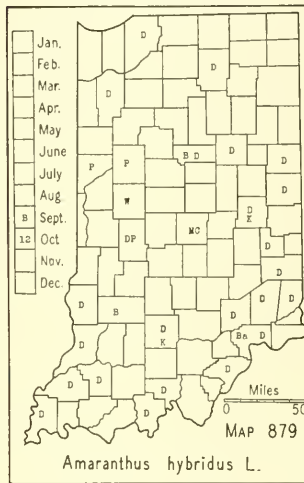 Jan.
Feb.
Mar.
Apr.
May
June
July
Aug.
B Sept.
12 Oct
Nov.
Dec.
D
D
D
B D
D
D
P
P
W
D
K
DP
MC
D
D
D
B
D
D
D
D
K
Ba
D
D
D
D
D
D
D
D
Miles
0 50
MAP 879
Amaranthus hybridus L.